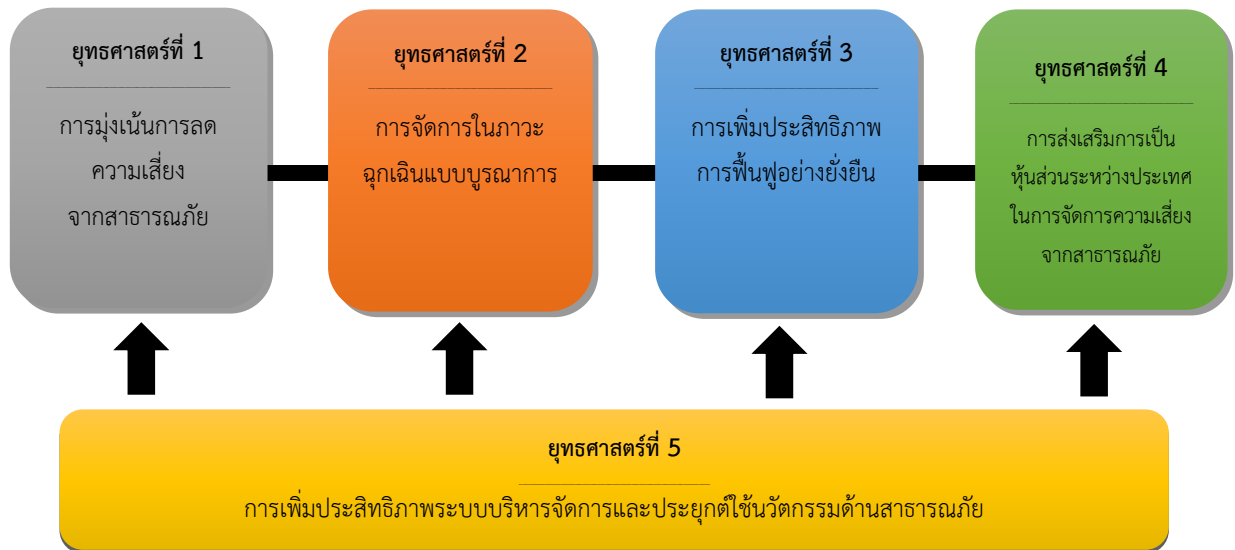 ยุทธศาสตร์ที่ 1
การมุ่งเน้นการลด
ความเสี่ยง
จากสาธารณภัย
ยุทธศาสตร์ที่ 2
การจัดการในภาวะ
ฉุกเฉินแบบบูรณาการ
ยุทธศาสตร์ที่ 3
การเพิ่มประสิทธิภาพ
การฟื้นฟูอย่างยั่งยืน
ยุทธศาสตร์ที่ 4
การส่งเสริมการเป็น
หุ้นส่วนระหว่างประเทศ
ในการจัดการความเสี่ยง
จากสาธารณภัย
ยุทธศาสตร์ที่ 5
การเพิ่มประสิทธิภาพระบบบริหารจัดการและประยุกต์ใช้นวัตกรรมด้านสาธารณภัย